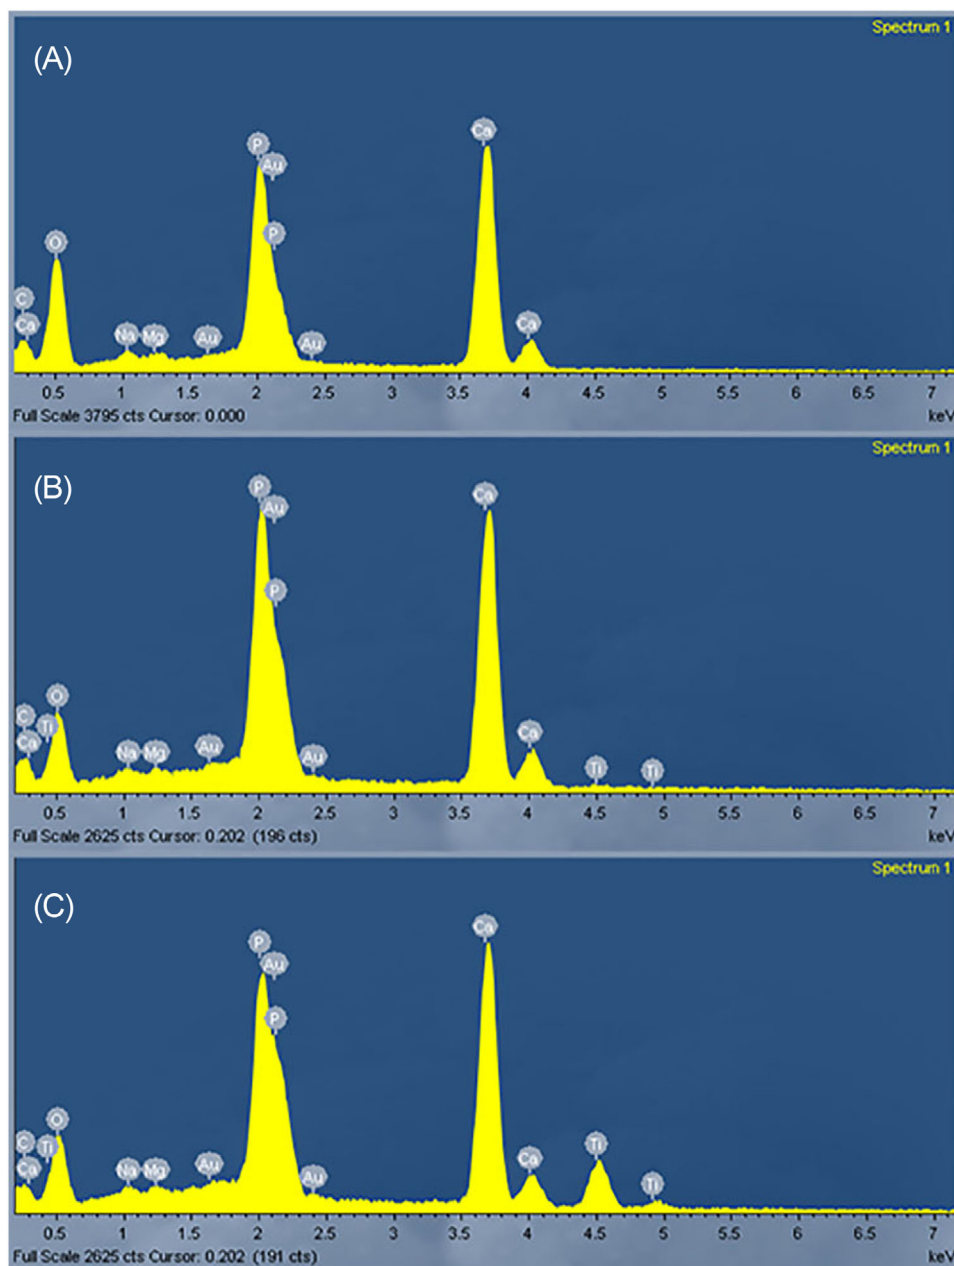 Spectrum 1
(A)
P
Au
Ca
P
O
C
Ca
Na
Mg
Au
Au
Ca
0.5 1 1.5 2 2.5 3 3.5 4 4.5 5 5.5 6 6.5 7
Full Scale 3795 cts Cursor: 0.000 keV
Spectrum 1
(B)
P
Au
Ca
P
O
C
Ti
Ca
Na
Mg
Au
Au
Ca
Ti
Ti
0.5 1 1.5 2 2.5 3 3.5 4 4.5 5 5.5 6 6.5 7
Full Scale 2625 cts Cursor: 0.202 (196 cts) keV
Spectrum 1
(C)
P
Au
Ca
P
O
C
Ti
Ca
Na
Mg
Au
Au
Ca
Ti
Ti
0.5 1 1.5 2 2.5 3 3.5 4 4.5 5 5.5 6 6.5 7
Full Scale 2625 cts Cursor: 0.202 (191 cts) keV